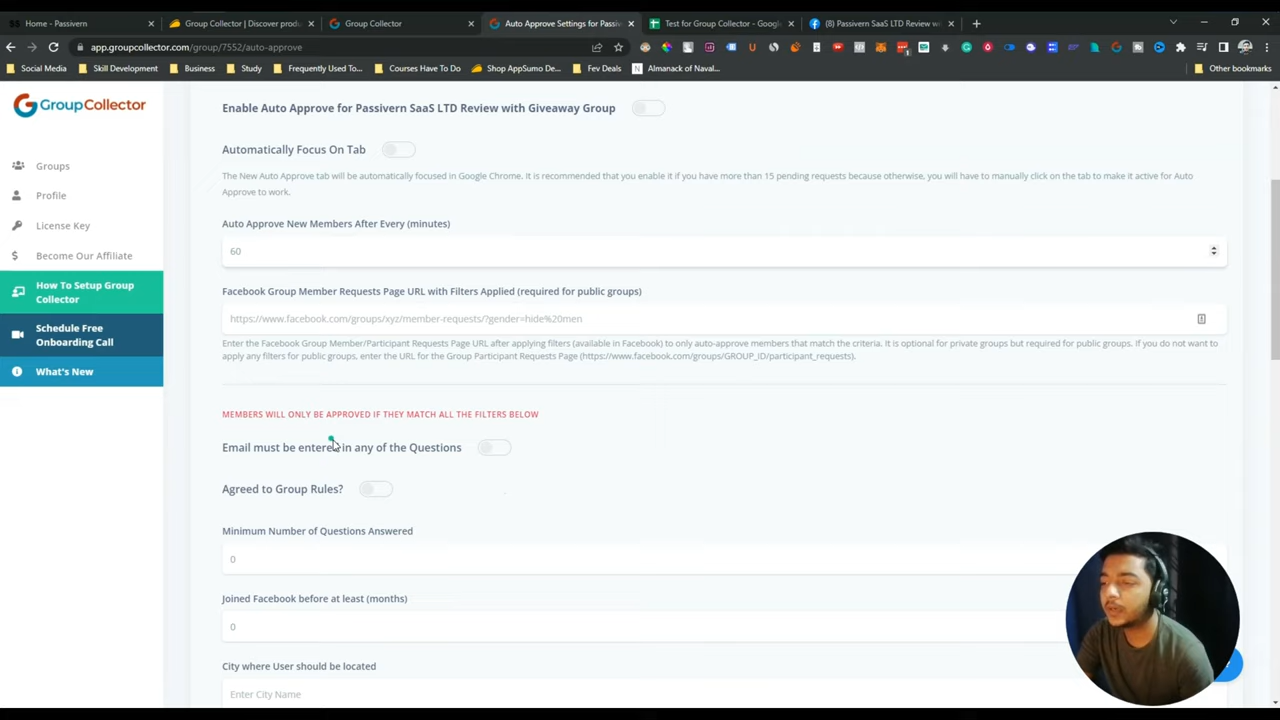 Home - Passivern
Group Collector | Discover produ
Group Collector
Auto Approve Settings for Passiv
Test for Group Collector - Googl
(8) Passivern SaaS LTD Review w
app.groupcollector.com/group/7552/auto-approve
Social Media
Skill Development
Business
Study
Frequently Used To...
Courses Have To Do
Shop AppSumo De...
Fev Deals
Almanack of Naval...
Other bookmarks
GroupCollector
Groups
Profile
License Key
Become Our Affiliate
How To Setup Group
Collector
Schedule Free
Onboarding Call
What's New
Enable Auto Approve for Passivern SaaS LTD Review with Giveaway Group
Automatically Focus On Tab
The New Auto Approve tab will be automatically focused in Google Chrome. It is recommended that you enable it if you have more than 15 pending requests because otherwise, you will have to manually click on the tab to make it active for Auto
Approve to work.
Auto Approve New Members After Every (minutes)
60
Facebook Group Member Requests Page URL with Filters Applied (required for public groups)
https://www.facebook.com/groups/xyz/member-requests/?gender=hide%20men
Enter the Facebook Group Member/Participant Requests Page URL after applying filters (available in Facebook) to only auto-approve members that match the criteria. It is optional for private groups but required for public groups. If you do not want to
apply any filters for public groups, enter the URL for the Group Participant Requests Page (https://www.facebook.com/groups/GROUP_ID/participant_requests).
MEMBERS WILL ONLY BE APPROVED IF THEY MATCH ALL THE FILTERS BELOW
Email must be entered in any of the Questions
Agreed to Group Rules?
Minimum Number of Questions Answered
0
Joined Facebook before at least (months)
0
City where User should be located
Enter City Name